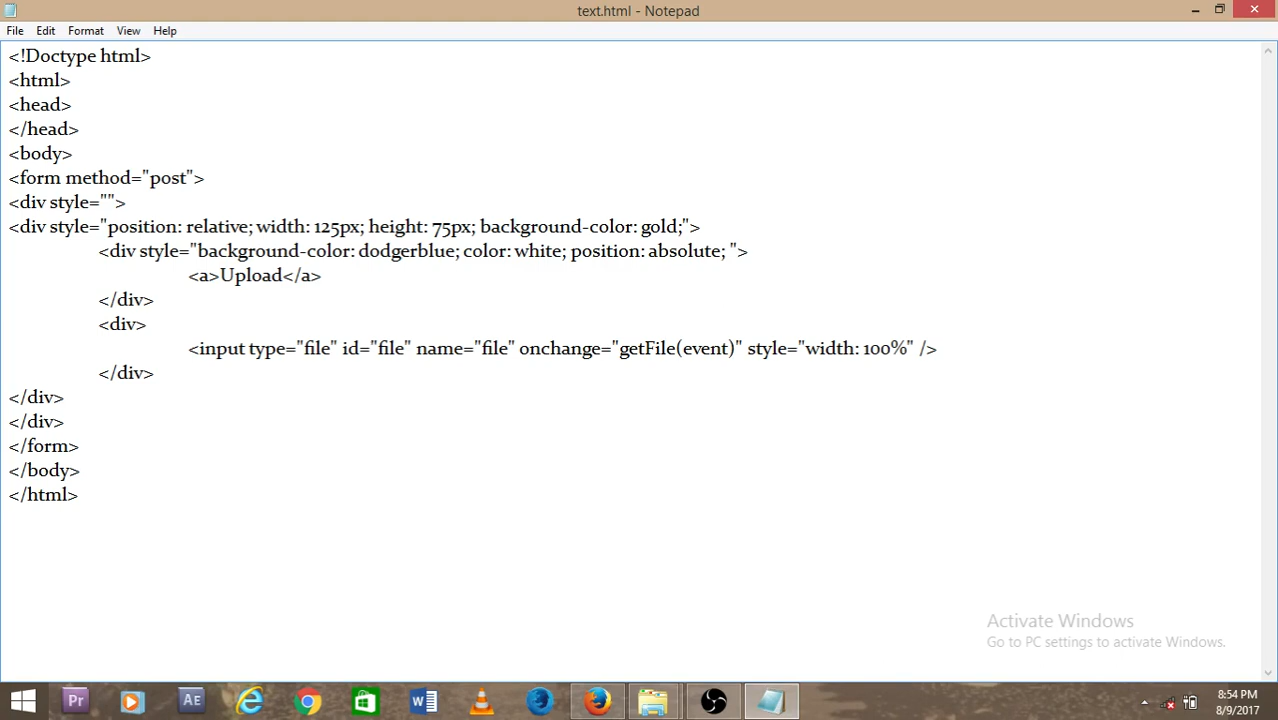 text.html - Notepad
File Edit Format View Help
<!Doctype html>
<html>
<head>
</head>
<body>
<form method="post">
<div style="">
<div style="position: relative; width: 125px; height: 75px; background-color: gold;">
<div style="background-color: dodgerblue; color: white; position: absolute; ">
<a>Upload</a>
</div>
<div>
<input type="file" id="file" name="file" onchange="getFile(event)" style="width: 100%" />
</div>
</div>
</div>
</form>
</body>
</html>
Activate Windows
Go to PC settings to activate Windows.
Pr
AE
8:54 PM
8/9/2017